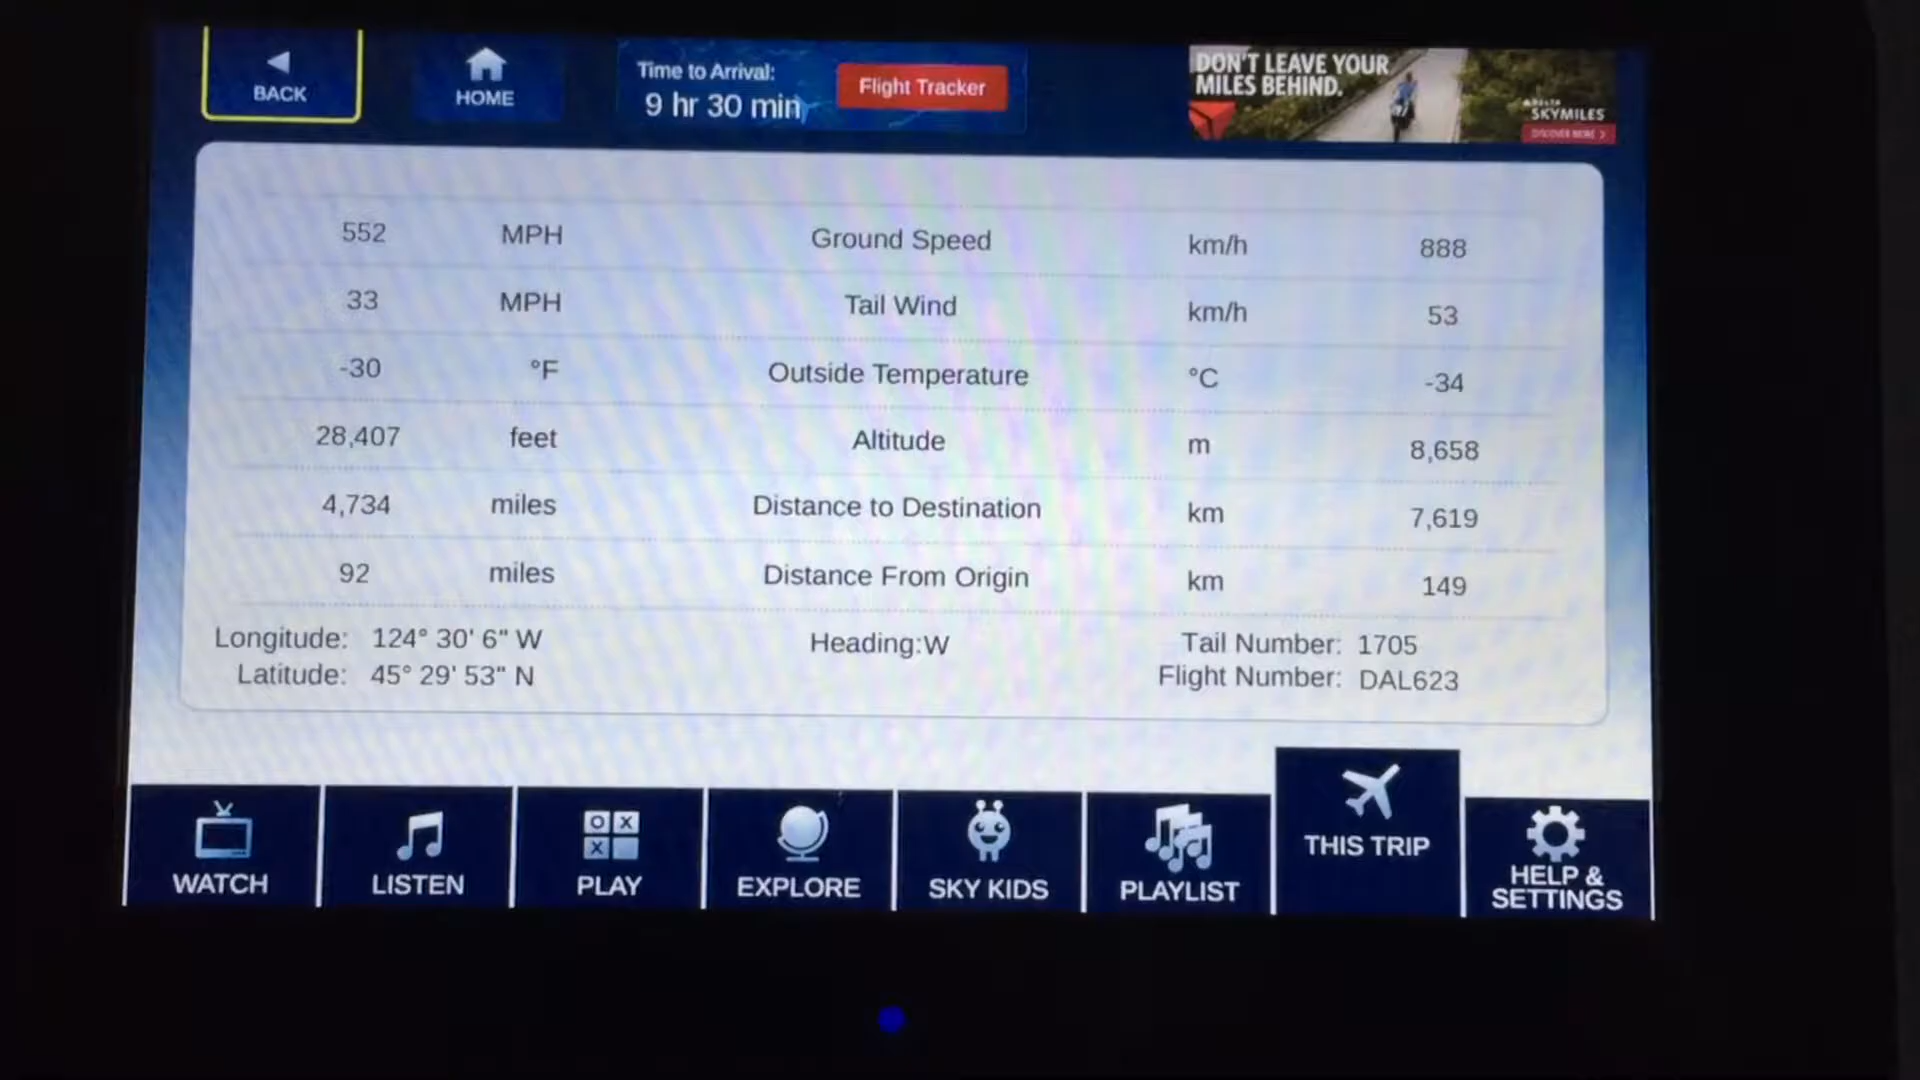 BACK
HOME
Time to Arrival:
9 hr 30 min
Flight Tracker
DON'T LEAVE YOUR
MILES BEHIND.
DELTA
SKYMILES
DISCOVER MORE >
552 MPH Ground Speed km/h 888
33 MPH Tail Wind km/h 53
-30 °F Outside Temperature °C -34
28,407 feet Altitude m 8,658
4,734 miles Distance to Destination km 7,619
92 miles Distance From Origin km 149
Longitude: 124° 30' 6" W Heading:W Tail Number: 1705
Latitude: 45° 29' 53" N Flight Number: DAL623
O X
X
WATCH
LISTEN
PLAY
EXPLORE
SKY KIDS
PLAYLIST
THIS TRIP
HELP &
SETTINGS